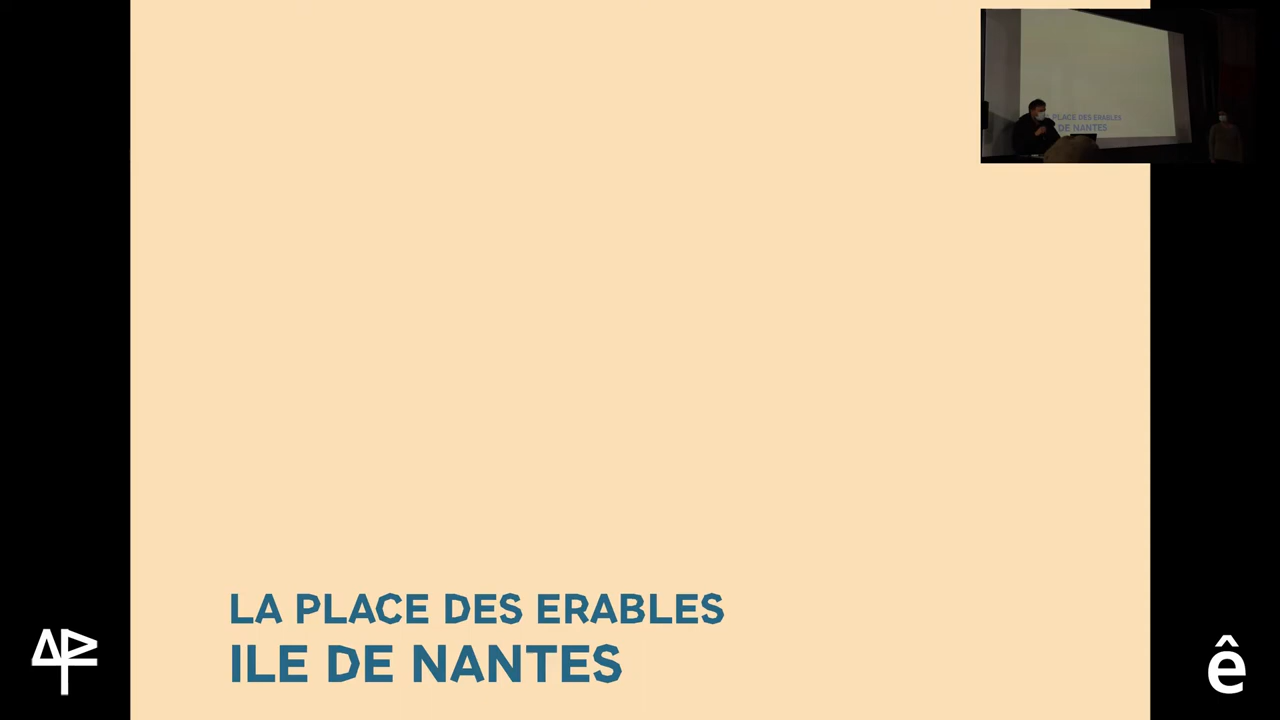 LA PLACE DES ERABLES
ILE DE NANTES
PLACE DES ERABLES
DE NANTES
ê